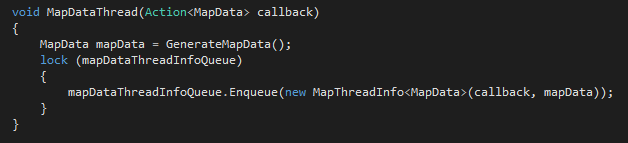 void MapDataThread(Action<MapData> callback)
{
    MapData mapData = GenerateMapData();
    lock (mapDataThreadInfoQueue)
    {
        mapDataThreadInfoQueue.Enqueue(new MapThreadInfo<MapData>(callback, mapData));
    }
}